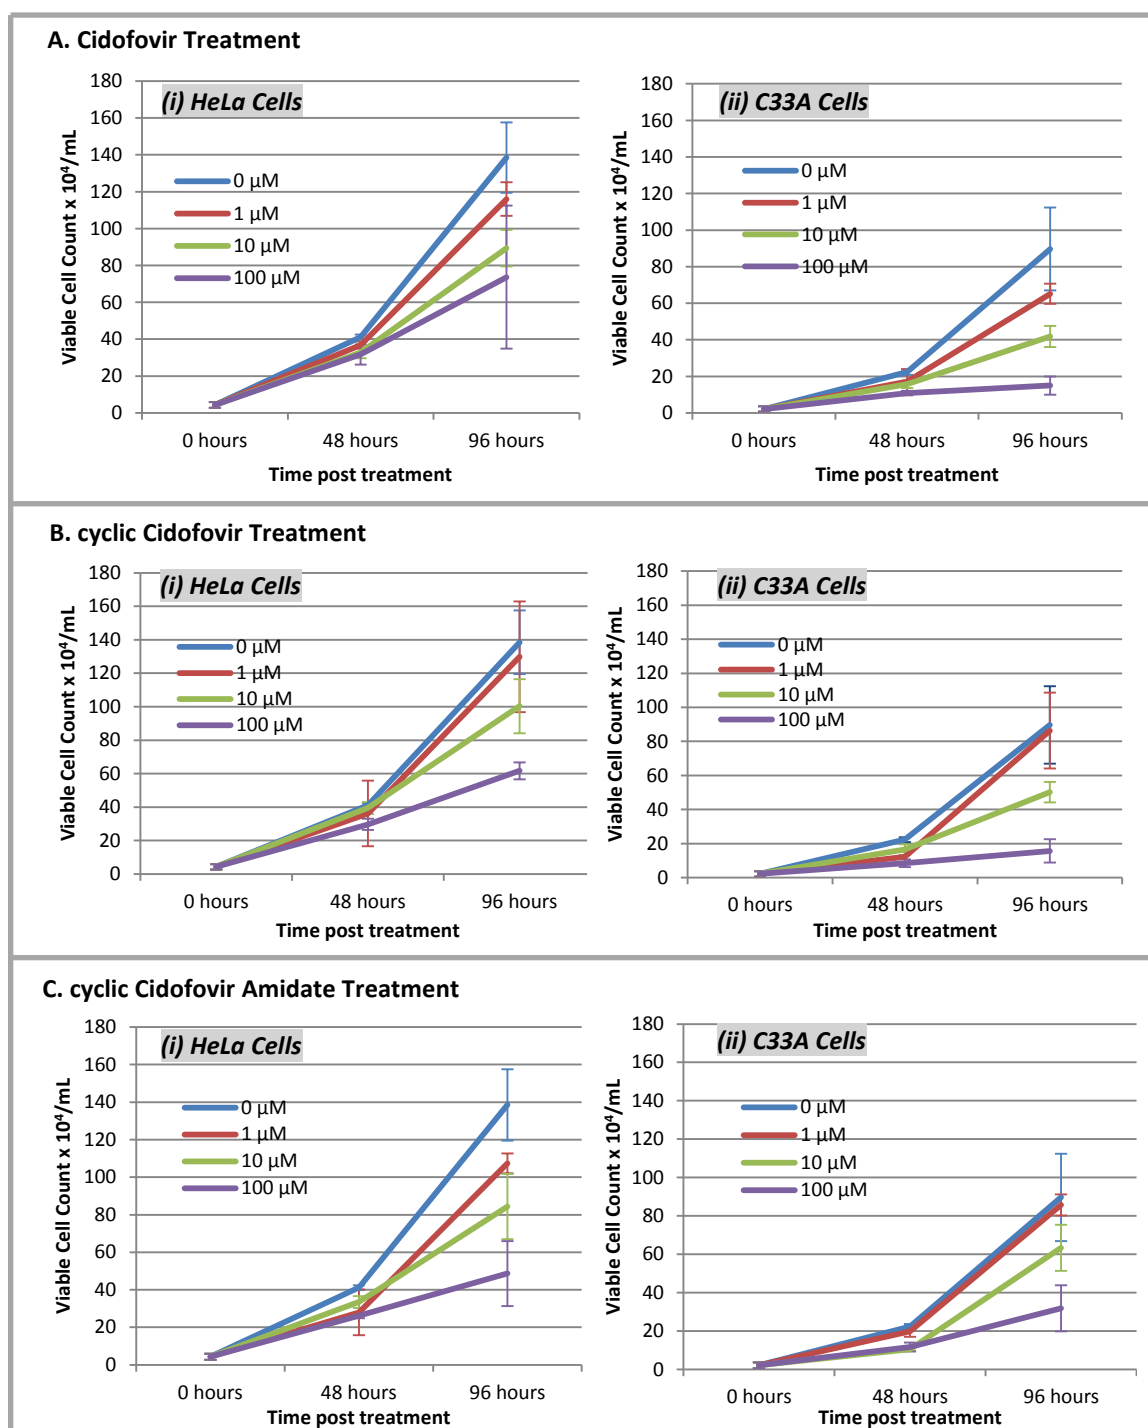 A. Cidofovir Treatment
(i) HeLa Cells
Viable Cell Count x 10⁴/mL
180
160
140
120
100
80
60
40
20
0
0 µM
1 µM
10 µM
100 µM
0 hours 48 hours 96 hours
Time post treatment
(ii) C33A Cells
Viable Cell Count x 10⁴/mL
180
160
140
120
100
80
60
40
20
0
0 µM
1 µM
10 µM
100 µM
0 hours 48 hours 96 hours
Time post treatment
B. cyclic Cidofovir Treatment
(i) HeLa Cells
Viable Cell Count x 10⁴/mL
180
160
140
120
100
80
60
40
20
0
0 µM
1 µM
10 µM
100 µM
0 hours 48 hours 96 hours
Time post treatment
(ii) C33A Cells
Viable Cell Count x 10⁴/mL
180
160
140
120
100
80
60
40
20
0
0 µM
1 µM
10 µM
100 µM
0 hours 48 hours 96 hours
Time post treatment
C. cyclic Cidofovir Amidate Treatment
(i) HeLa Cells
Viable Cell Count x 10⁴/mL
180
160
140
120
100
80
60
40
20
0
0 µM
1 µM
10 µM
100 µM
0 hours 48 hours 96 hours
Time post treatment
(ii) C33A Cells
Viable Cell Count x 10⁴/mL
180
160
140
120
100
80
60
40
20
0
0 µM
1 µM
10 µM
100 µM
0 hours 48 hours 96 hours
Time post treatment